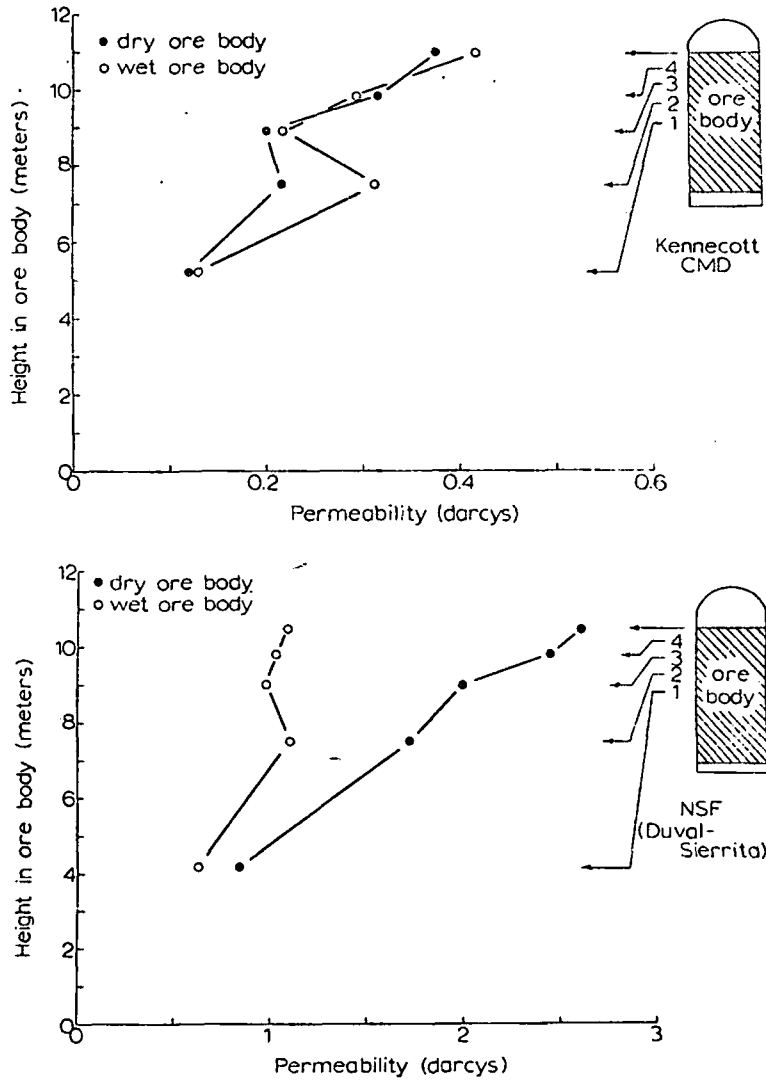 12
● dry ore body
○ wet ore body
10
8
6
4
2
0
Height in ore body (meters)
0
0.2
0.4
0.6
Permeability (darcys)
4
3
2
1
ore
body
Kennecott
CMD
12
● dry ore body
○ wet ore body
10
8
6
4
2
0
Height in ore body (meters)
0
1
2
3
Permeability (darcys)
4
3
2
1
ore
body
NSF
(Duval-
Sierrita)